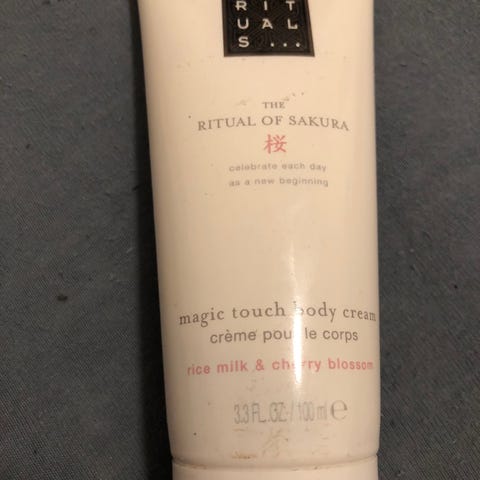 RIT
UAL
S...
THE
RITUAL OF SAKURA
桜
celebrate each day
as a new beginning
magic touch body cream
crème pour le corps
rice milk & cherry blossom
3.3 FL.OZ. / 100 ml e